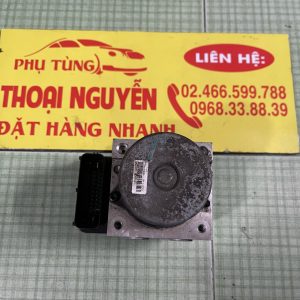 PHỤ TÙNG
LIÊN HỆ:
THOẠI NGUYỄN
02.466.599.788
0968.33.88.39
ĐẶT HÀNG NHANH